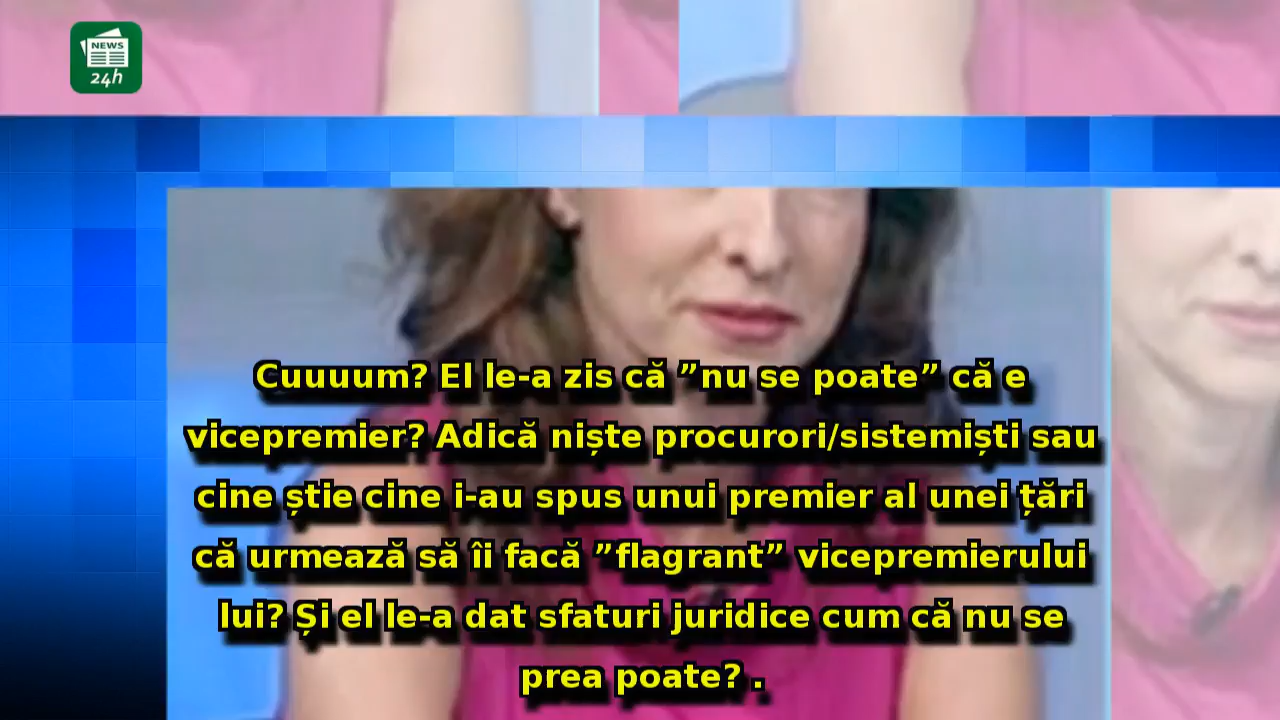 NEWS
24h
Cuuuum? El le-a zis că ”nu se poate” că e
vicepremier? Adică niște procurori/sistemiști sau
cine știe cine i-au spus unui premier al unei țări
că urmează să îi facă ”flagrant” vicepremierului
lui? Și el le-a dat sfaturi juridice cum că nu se
prea poate? .